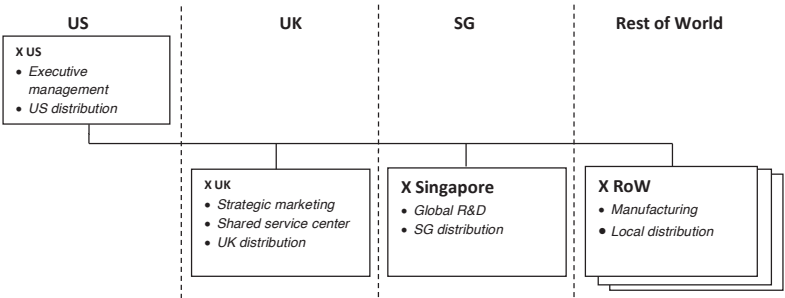 US UK SG Rest of World
X US
• Executive
management
• US distribution
X UK
• Strategic marketing
• Shared service center
• UK distribution
X Singapore
• Global R&D
• SG distribution
X RoW
• Manufacturing
• Local distribution